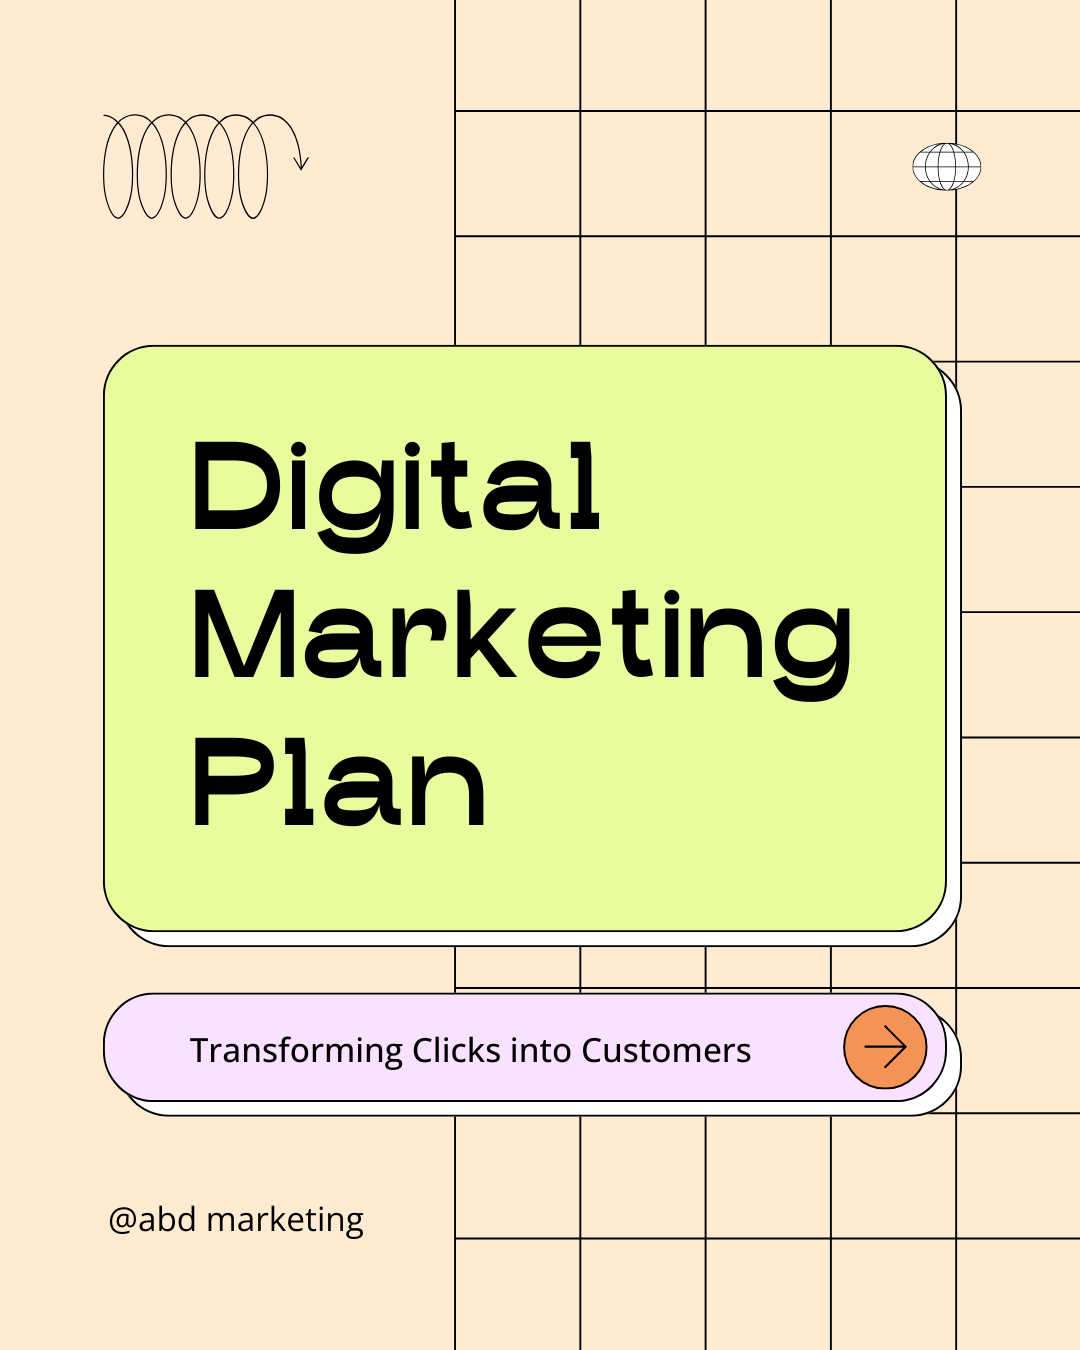 Digital
Marketing
Plan
Transforming Clicks into Customers
@abd marketing